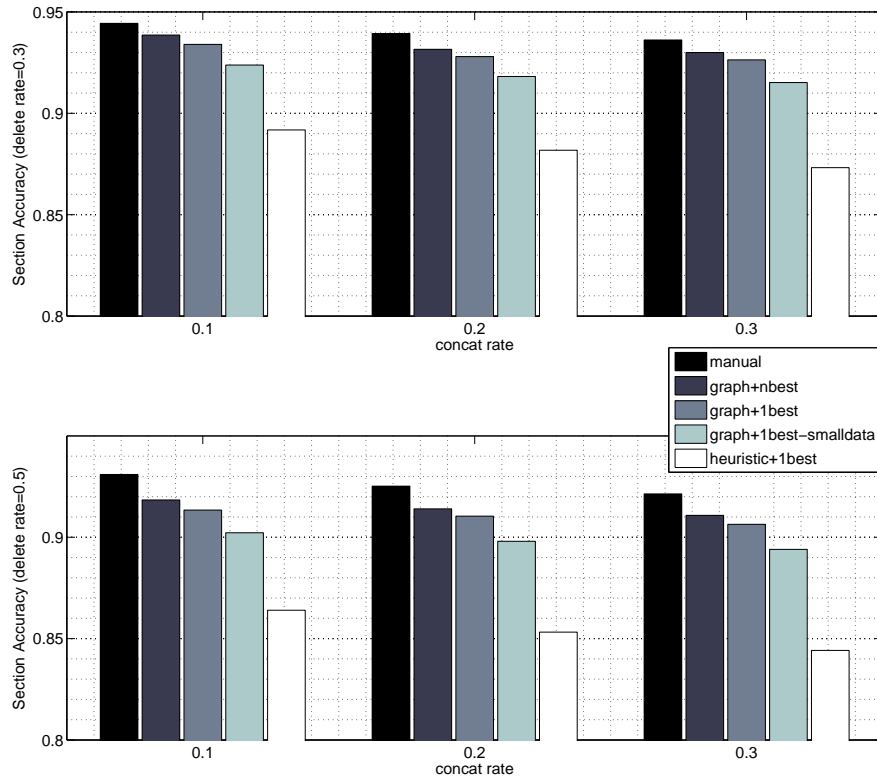 0.95
0.9
0.85
0.8
Section Accuracy (delete rate=0.3)
0.1 0.2 0.3
concat rate
manual
graph+nbest
graph+1best
graph+1best−smalldata
heuristic+1best
0.9
0.85
0.8
Section Accuracy (delete rate=0.5)
0.1 0.2 0.3
concat rate